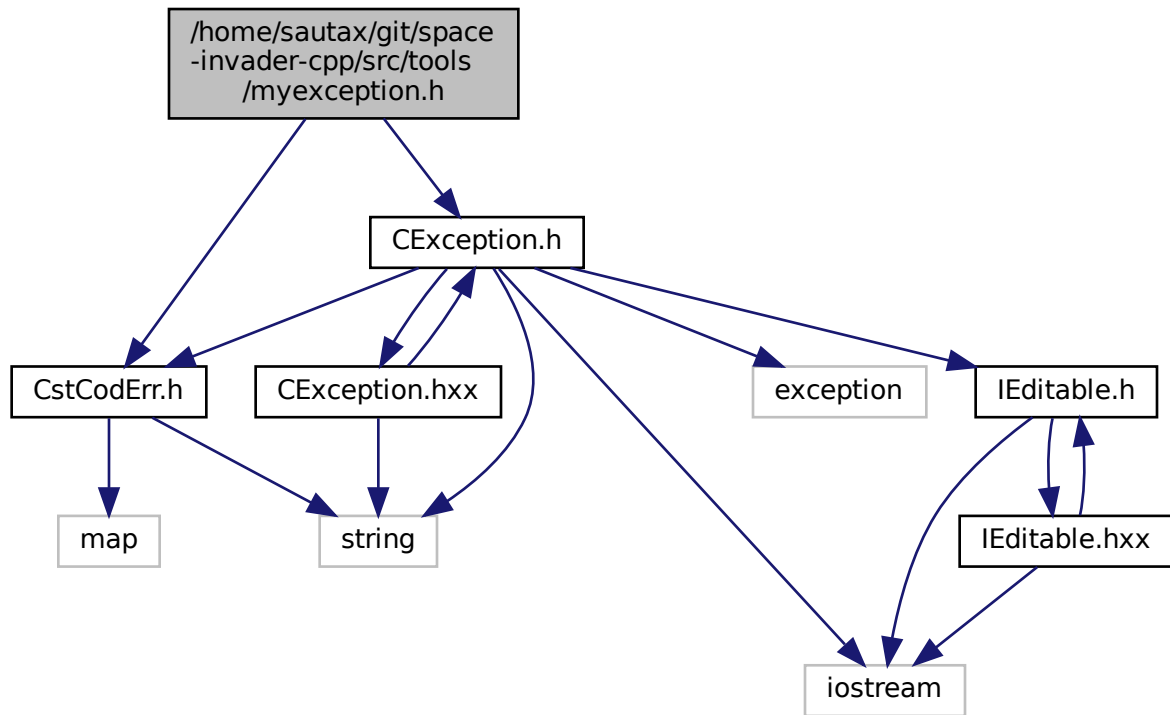 /home/sautax/git/space
-invader-cpp/src/tools
/myexception.h
CException.h
CstCodErr.h
CException.hxx
exception
IEditable.h
map
string
IEditable.hxx
iostream